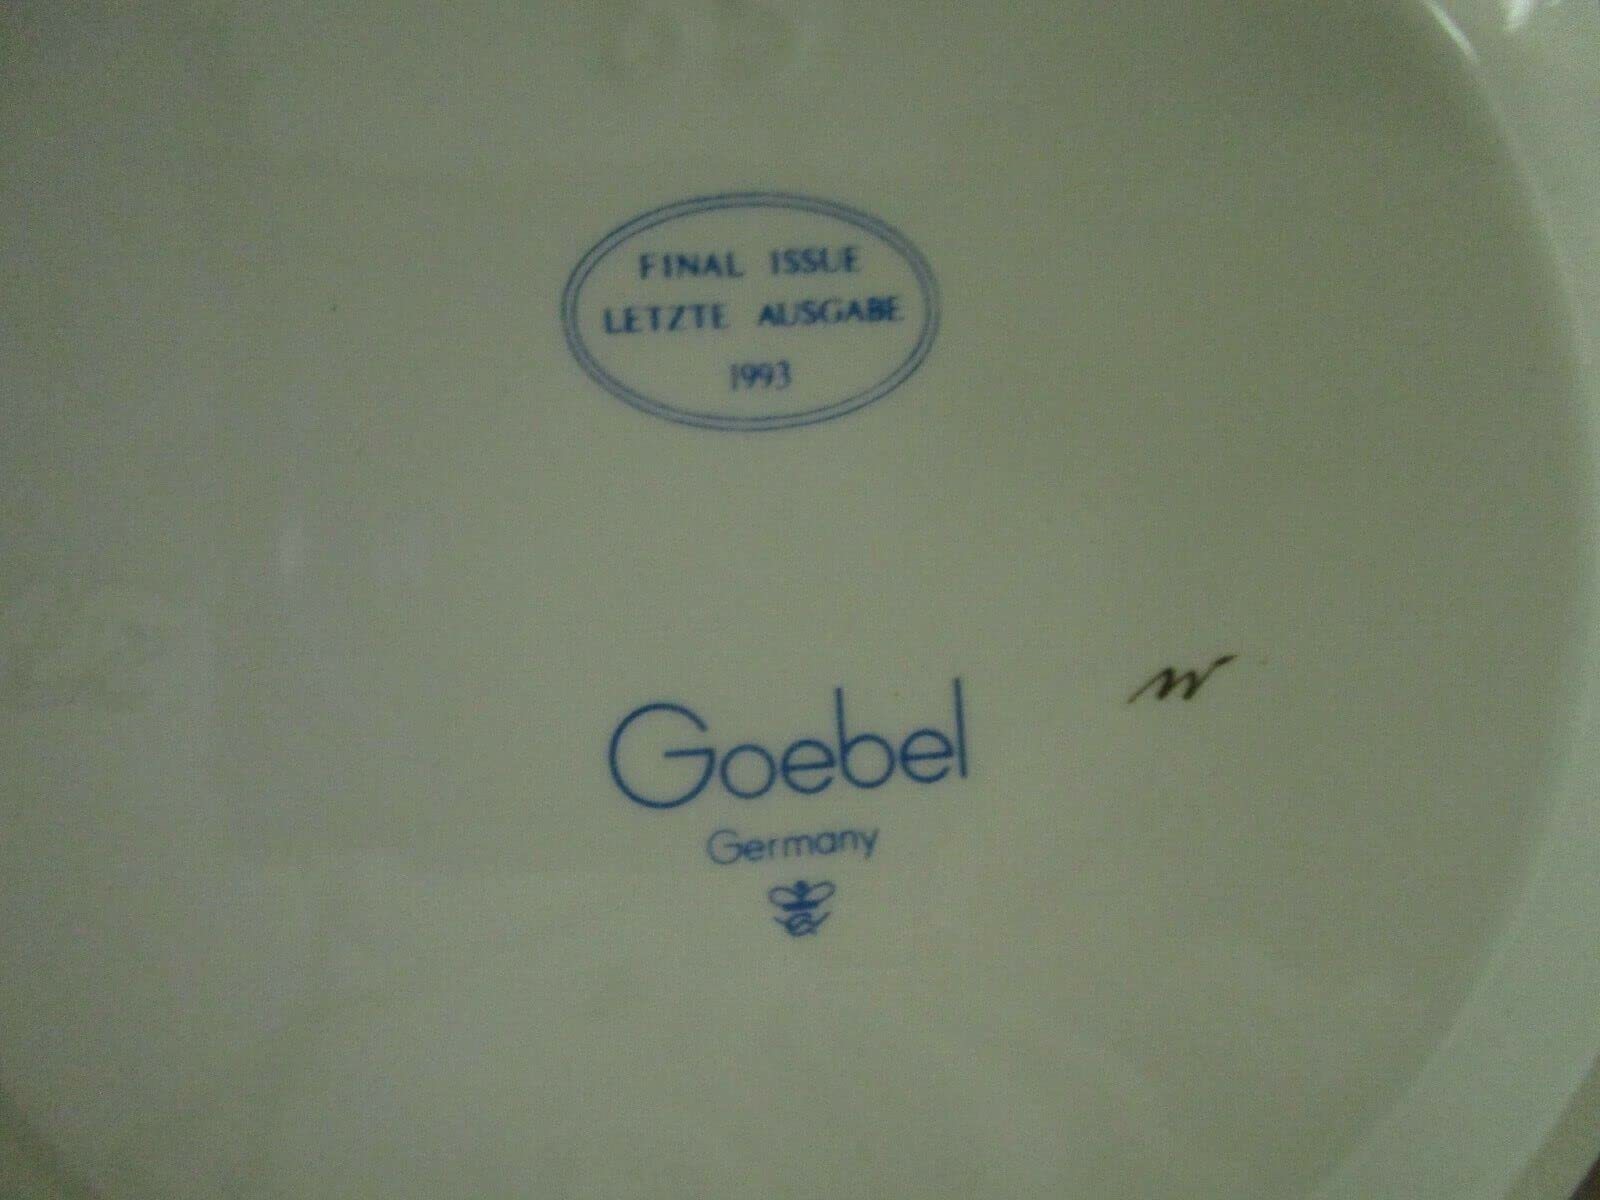 FINAL ISSUE
LETZTE AUSGABE
1993
Goebel
Germany